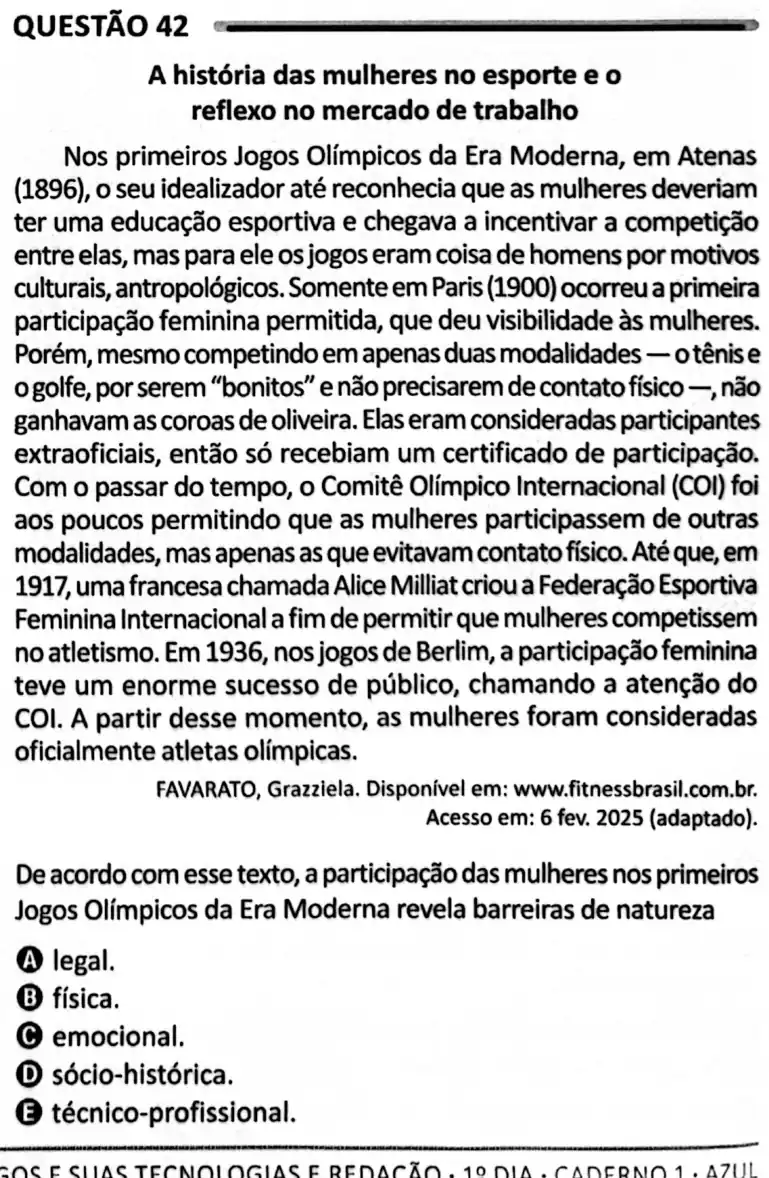 QUESTÃO 42
A história das mulheres no esporte e o
reflexo no mercado de trabalho
Nos primeiros Jogos Olímpicos da Era Moderna, em Atenas
(1896), o seu idealizador até reconhecia que as mulheres deveriam
ter uma educação esportiva e chegava a incentivar a competição
entre elas, mas para ele os jogos eram coisa de homens por motivos
culturais, antropológicos. Somente em Paris (1900) ocorreu a primeira
participação feminina permitida, que deu visibilidade às mulheres.
Porém, mesmo competindo em apenas duas modalidades — o tênis e
o golfe, por serem "bonitos" e não precisarem de contato físico —, não
ganhavam as coroas de oliveira. Elas eram consideradas participantes
extraoficiais, então só recebiam um certificado de participação.
Com o passar do tempo, o Comitê Olímpico Internacional (COI) foi
aos poucos permitindo que as mulheres participassem de outras
modalidades, mas apenas as que evitavam contato físico. Até que, em
1917, uma francesa chamada Alice Milliat criou a Federação Esportiva
Feminina Internacional a fim de permitir que mulheres competissem
no atletismo. Em 1936, nos jogos de Berlim, a participação feminina
teve um enorme sucesso de público, chamando a atenção do
COI. A partir desse momento, as mulheres foram consideradas
oficialmente atletas olímpicas.
FAVARATO, Grazziela. Disponível em: www.fitnessbrasil.com.br.
Acesso em: 6 fev. 2025 (adaptado).
De acordo com esse texto, a participação das mulheres nos primeiros
Jogos Olímpicos da Era Moderna revela barreiras de natureza
A legal.
B física.
C emocional.
D sócio-histórica.
E técnico-profissional.
GOS E SUAS TECNOLOGIAS E REDAÇÃO • 1º DIA • CADERNO 1 • AZUL